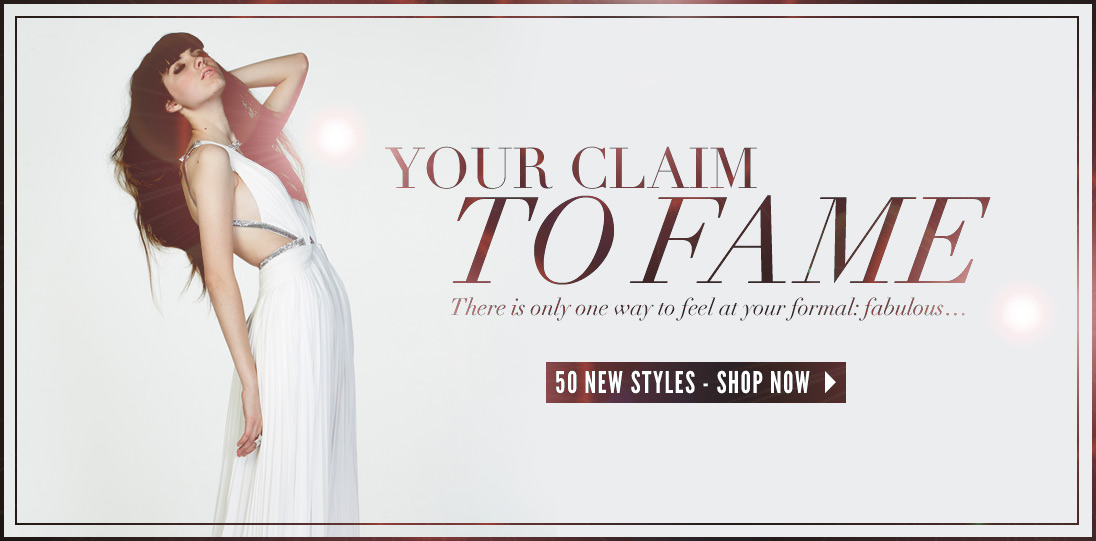 YOUR CLAIM
TO FAME
There is only one way to feel at your formal: fabulous...
50 NEW STYLES - SHOP NOW